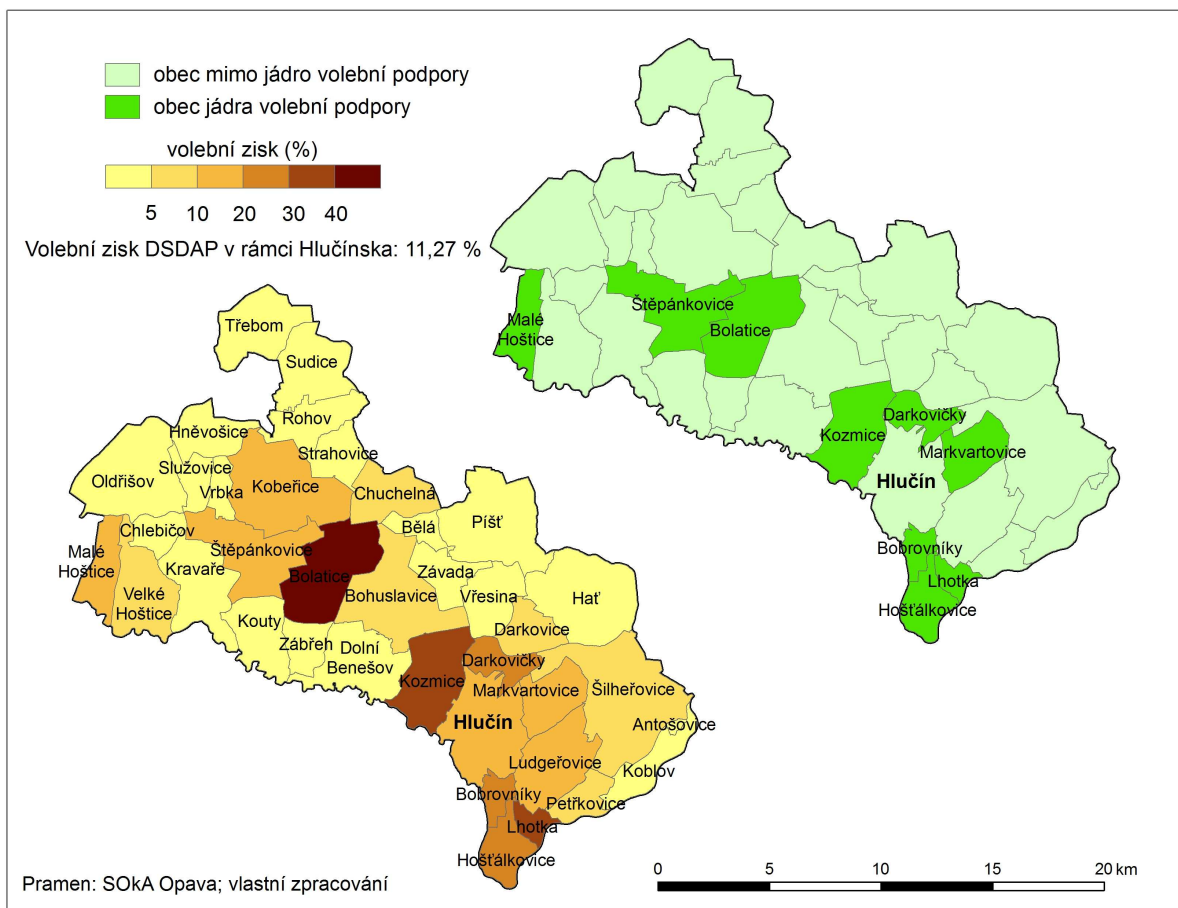 obec mimo jádro volební podpory
obec jádra volební podpory
volební zisk (%)
5 10 20 30 40
Volební zisk DSDAP v rámci Hlučínska: 11,27 %
Malé
Hoštice
Štěpánkovice
Bolatice
Kozmice
Darkovičky
Markvartovice
Hlučín
Bobrovníky
Lhotka
Hošťálkovice
Třebom
Sudice
Rohov
Hněvošice
Strahovice
Služovice
Oldřišov
Vrbka
Kobeřice
Chuchelná
Chlebičov
Štěpánkovice
Bělá
Píšť
Malé
Hoštice
Kravaře
Bolatice
Závada
Velké
Hoštice
Bohuslavice
Vřesina
Hať
Kouty
Zábřeh
Dolní
Benešov
Darkovice
Kozmice
Darkovičky
Markvartovice
Šilheřovice
Hlučín
Antošovice
Ludgeřovice
Koblov
Bobrovníky
Petřkovice
Lhotka
Hošťálkovice
Pramen: SOkA Opava; vlastní zpracování
0 5 10 15 20 km